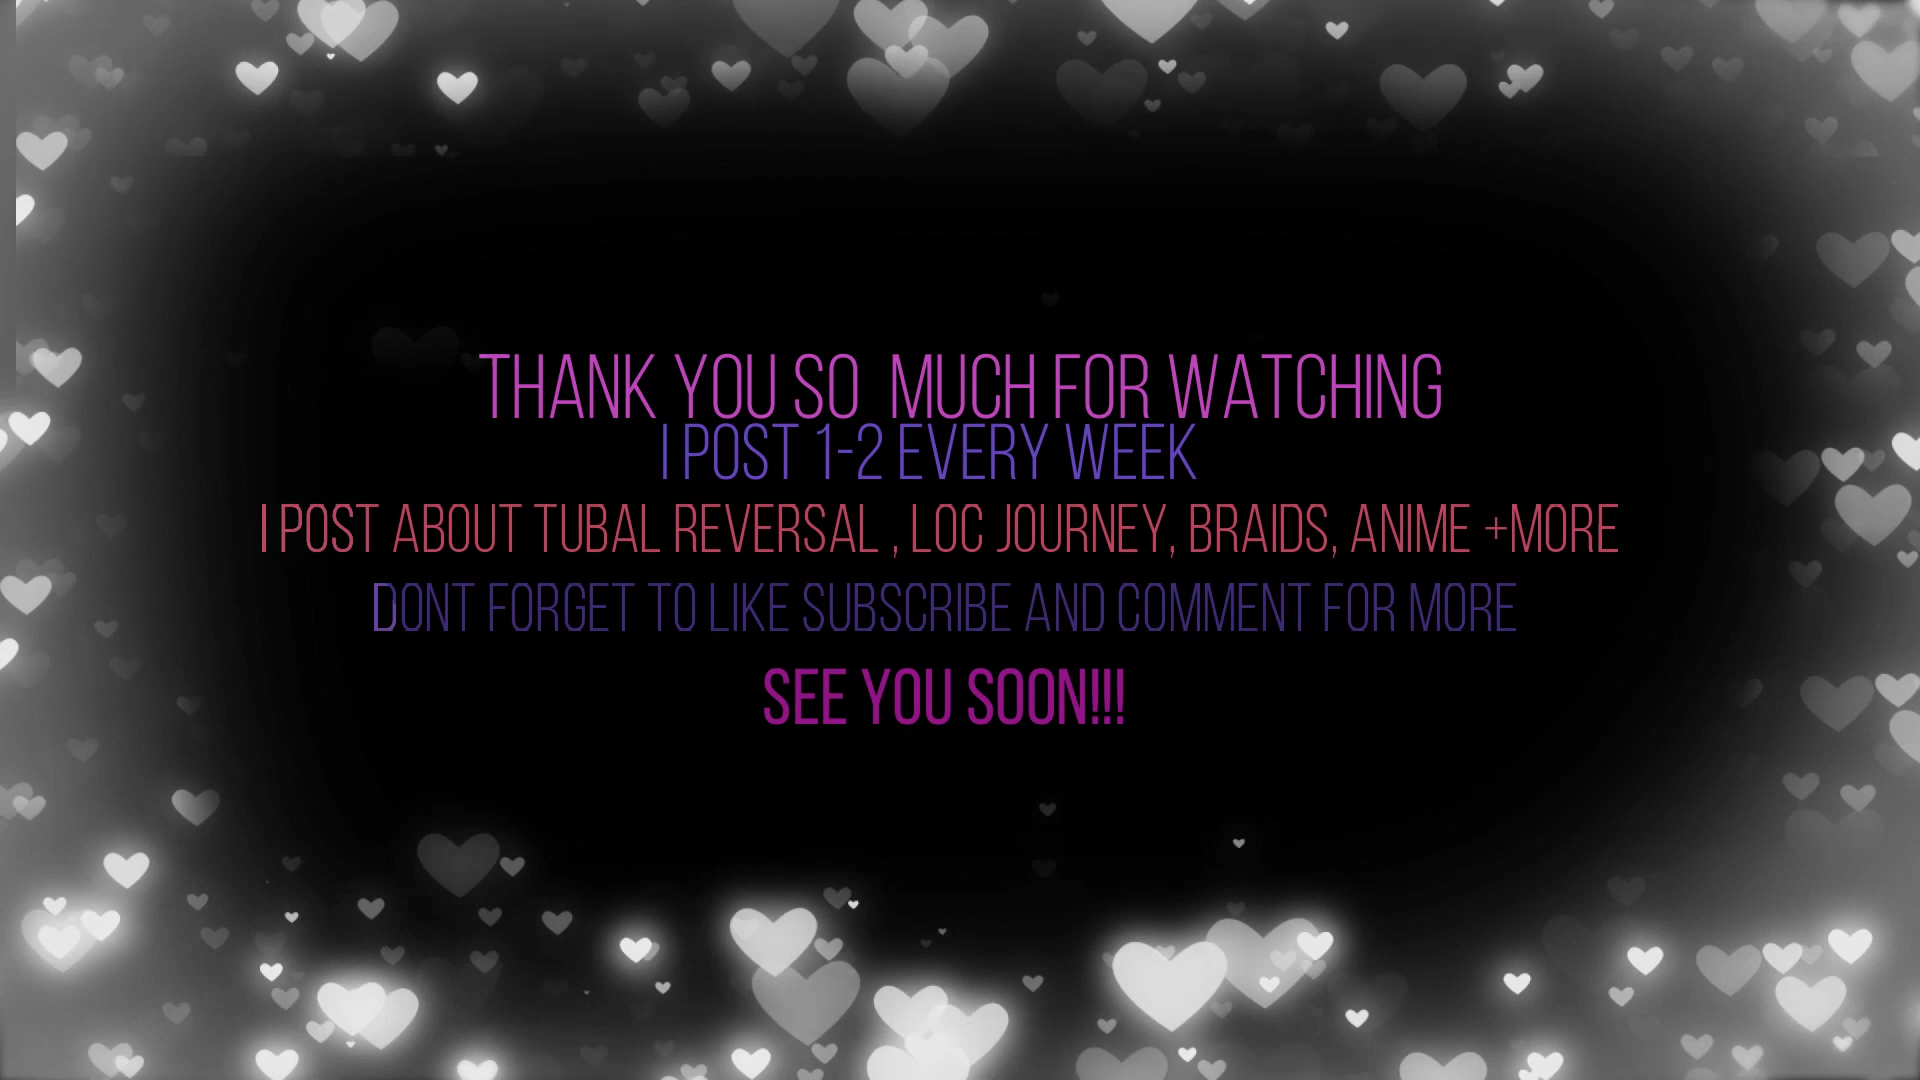 THANK YOU SO  MUCH FOR WATCHING
I POST 1-2 EVERY WEEK
I POST ABOUT TUBAL REVERSAL , LOC JOURNEY, BRAIDS, ANIME +MORE
DONT FORGET TO LIKE SUBSCRIBE AND COMMENT FOR MORE
SEE YOU SOON!!!